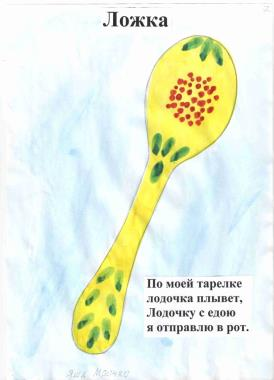 Ложка
По моей тарелке
лодочка плывет,
Лодочку с едою
я отправлю в рот.